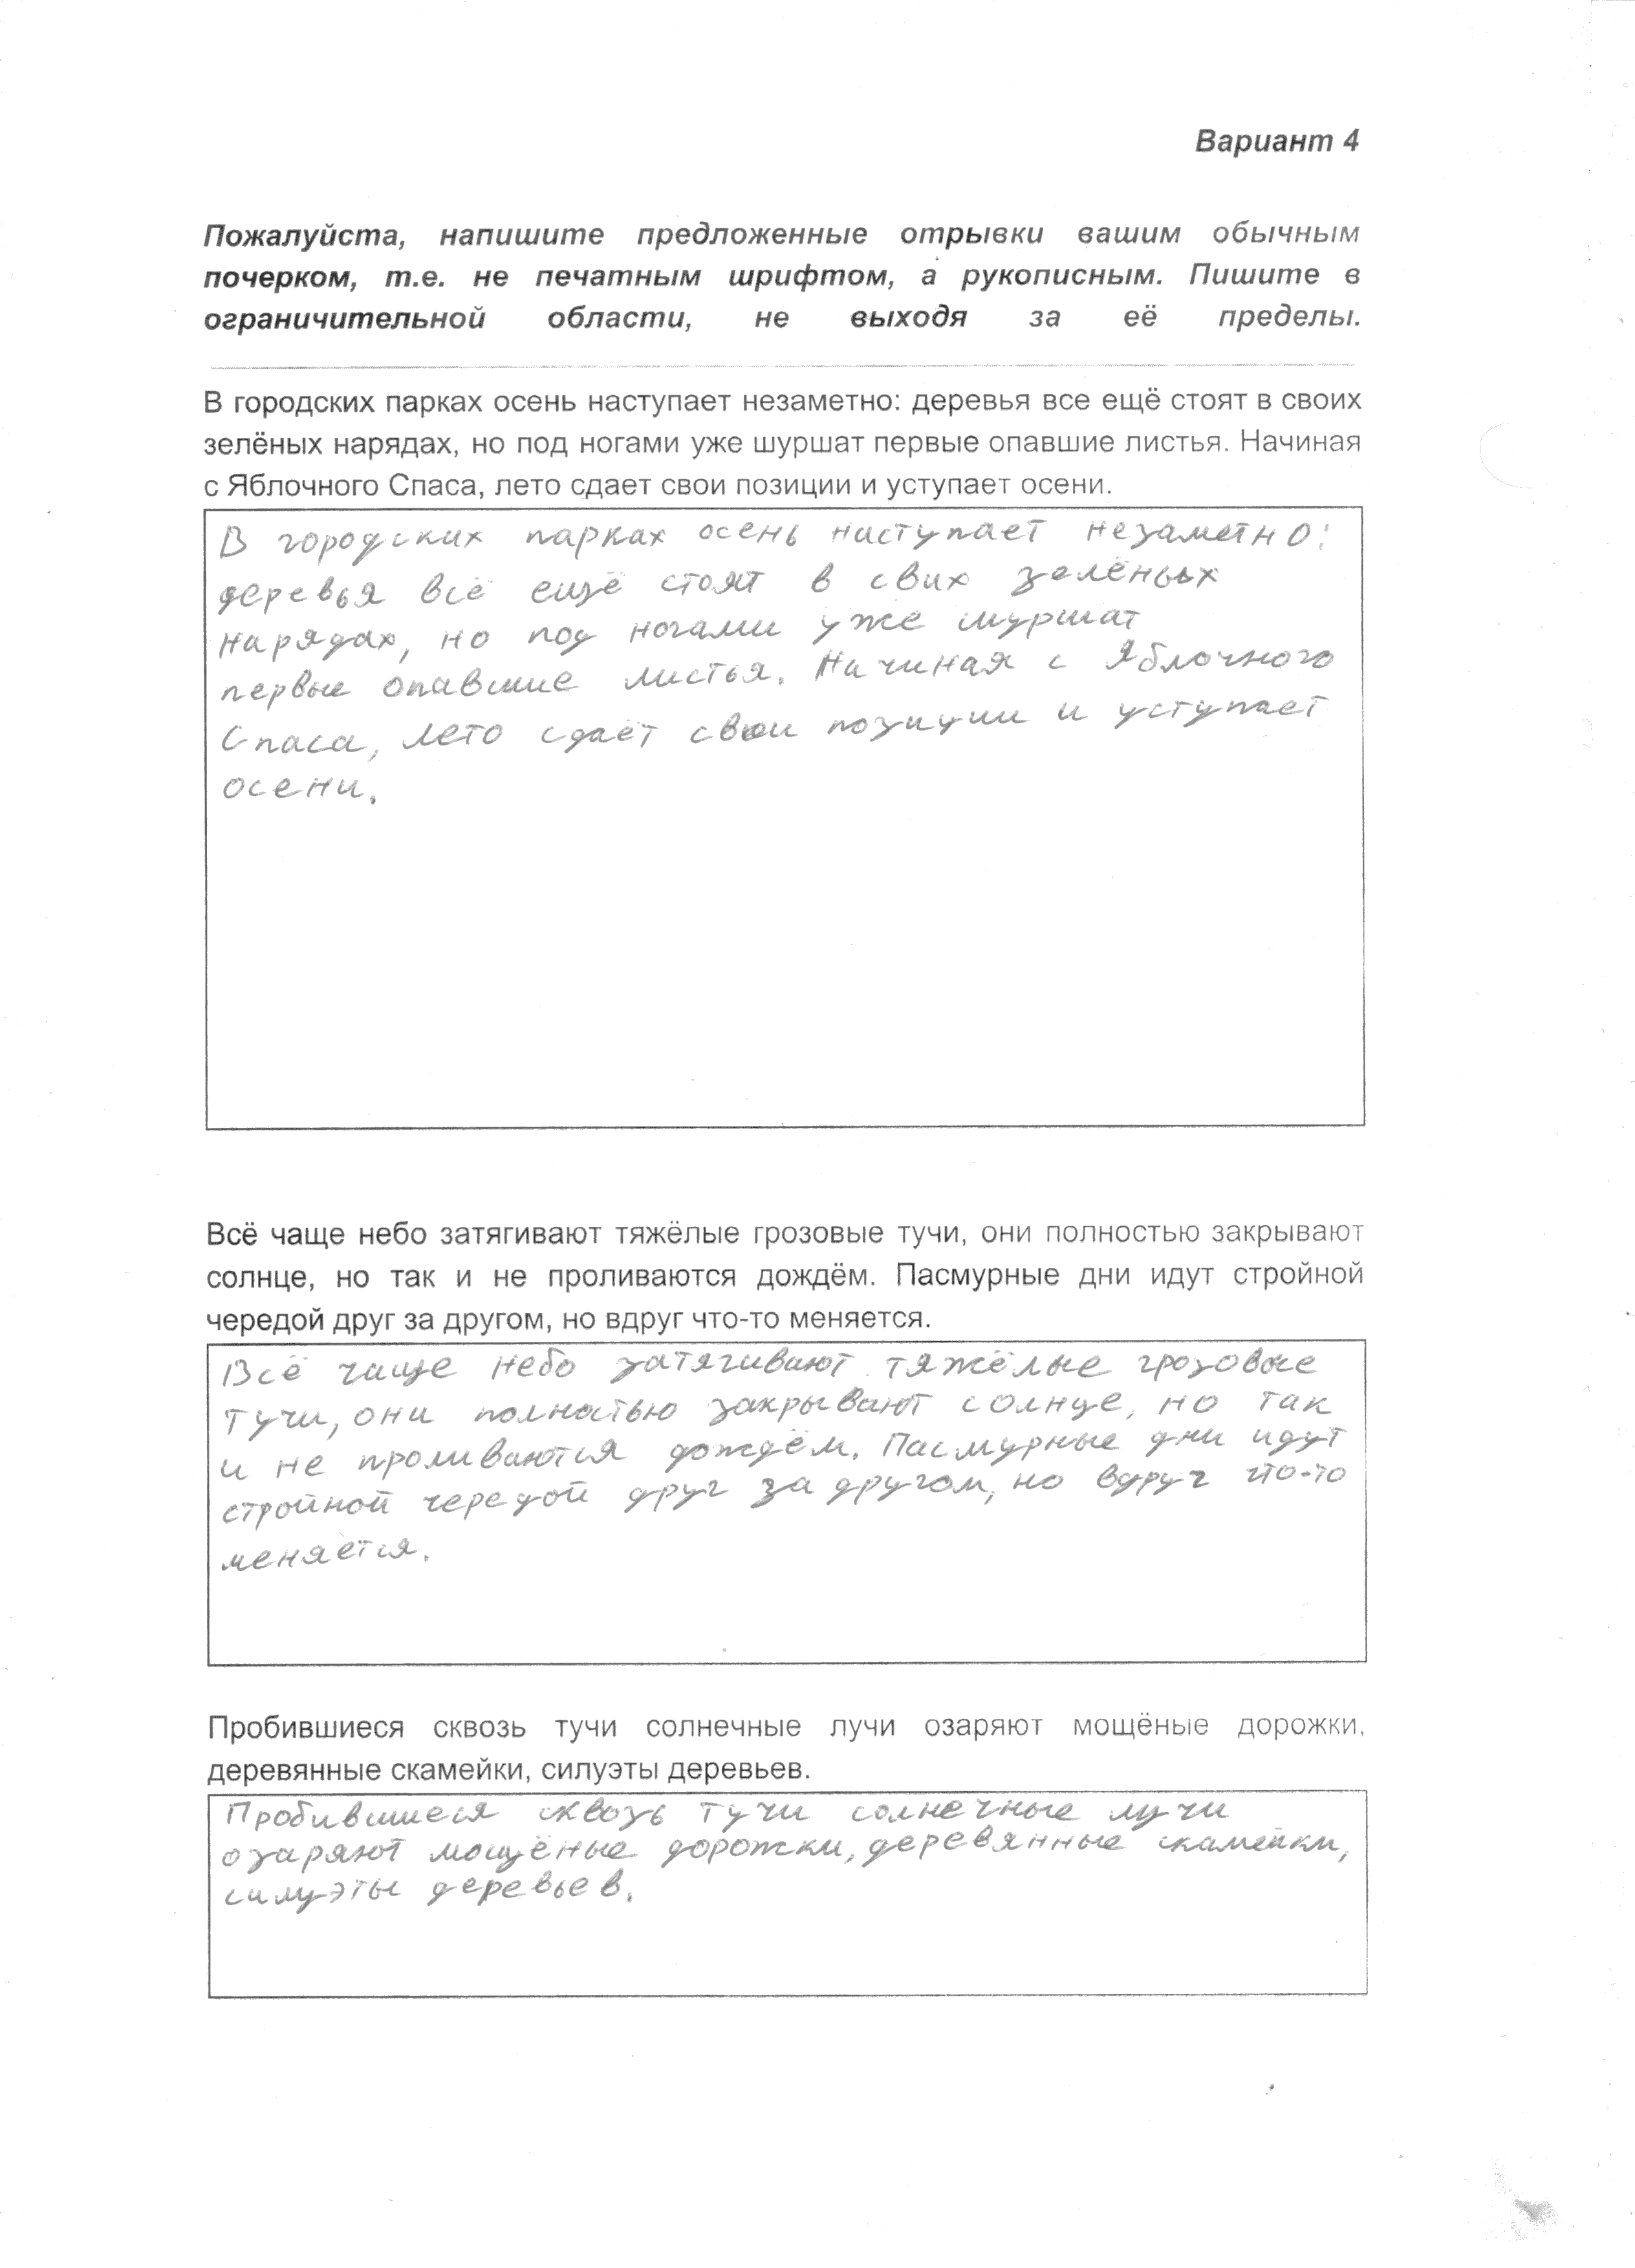 Вариант 4
Пожалуйста, напишите предложенные отрывки вашим обычным
почерком, т.е. не печатным шрифтом, а рукописным. Пишите в
ограничительной области, не выходя за её пределы.
В городских парках осень наступает незаметно: деревья все ещё стоят в своих
зелёных нарядах, но под ногами уже шуршат первые опавшие листья. Начиная
с Яблочного Спаса, лето сдает свои позиции и уступает осени.
В городских парках осень наступает незаметно:
деревья всё ещё стоят в свих зелёных
нарядах, но под ногами уже шуршат
первые опавшие листья. Начиная с Яблочного
Спаса, лето сдаёт свои позиции и уступает
осени.
Всё чаще небо затягивают тяжёлые грозовые тучи, они полностью закрывают
солнце, но так и не проливаются дождём. Пасмурные дни идут стройной
чередой друг за другом, но вдруг что-то меняется.
Всё чаще небо затягивают тяжёлые грозовые
тучи, они полностью закрывают солнце, но так
и не проливаются дождём. Пасмурные дни идут
стройной чередой друг за другом, но вдруг что-то
меняется.
Пробившиеся сквозь тучи солнечные лучи озаряют мощёные дорожки,
деревянные скамейки, силуэты деревьев.
Пробившиеся сквозь тучи солнечные лучи
озаряют мощёные дорожки, деревянные скамейки,
силуэты деревьев.